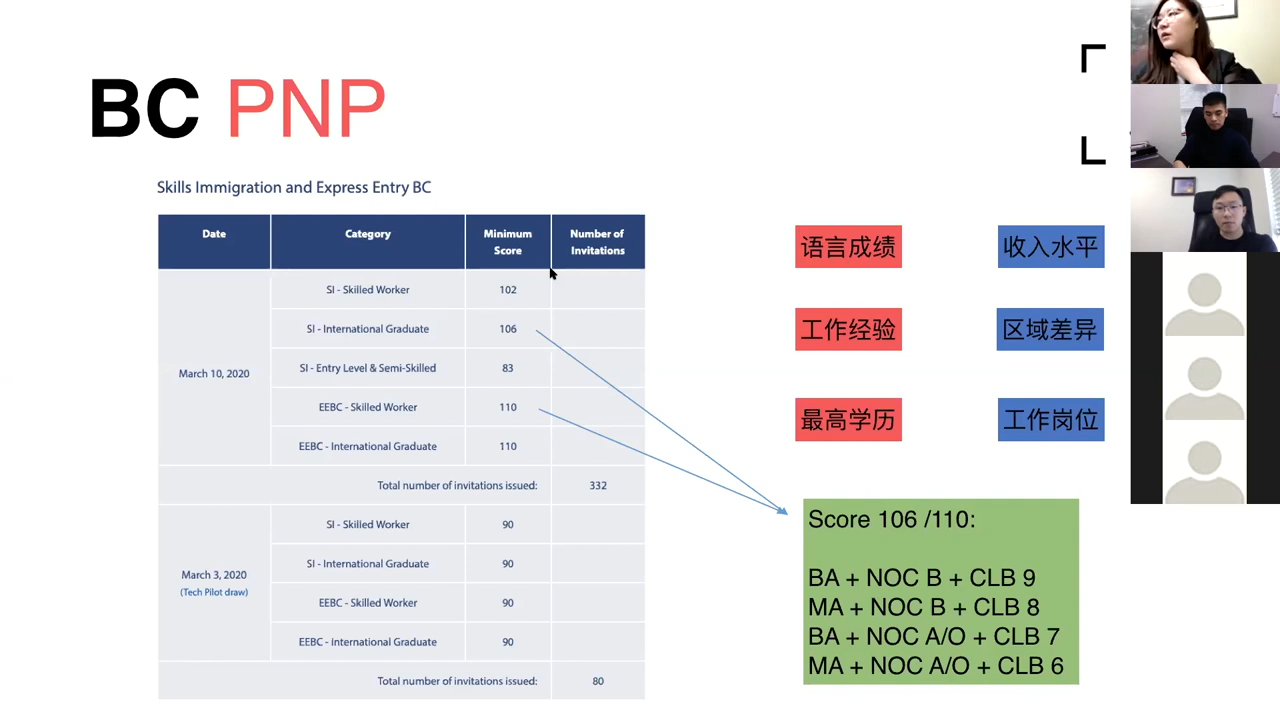 BC PNP
Skills Immigration and Express Entry BC
Date Category Minimum Score Number of Invitations
March 10, 2020
SI - Skilled Worker 102
SI - International Graduate 106
SI - Entry Level & Semi-Skilled 83
EEBC - Skilled Worker 110
EEBC - International Graduate 110
Total number of invitations issued: 332
March 3, 2020
(Tech Pilot draw)
SI - Skilled Worker 90
SI - International Graduate 90
EEBC - Skilled Worker 90
EEBC - International Graduate 90
Total number of invitations issued: 80
语言成绩 收入水平
工作经验 区域差异
最高学历 工作岗位
Score 106 /110:
BA + NOC B + CLB 9
MA + NOC B + CLB 8
BA + NOC A/O + CLB 7
MA + NOC A/O + CLB 6